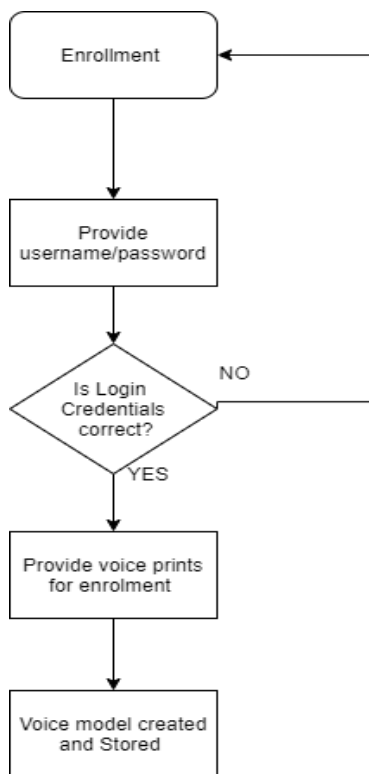 Enrollment
Provide
username/password
Is Login
Credentials
correct?
NO
YES
Provide voice prints
for enrolment
Voice model created
and Stored